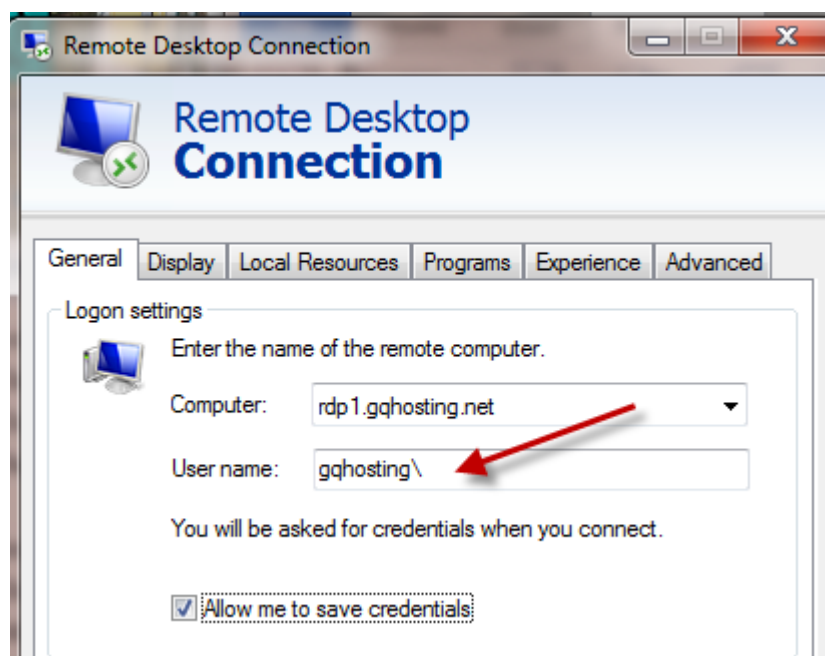 Remote Desktop Connection
Remote Desktop
Connection
General Display Local Resources Programs Experience Advanced
Logon settings
Enter the name of the remote computer.
Computer: rdp1.gqhosting.net
User name: gqhosting\
You will be asked for credentials when you connect.
Allow me to save credentials